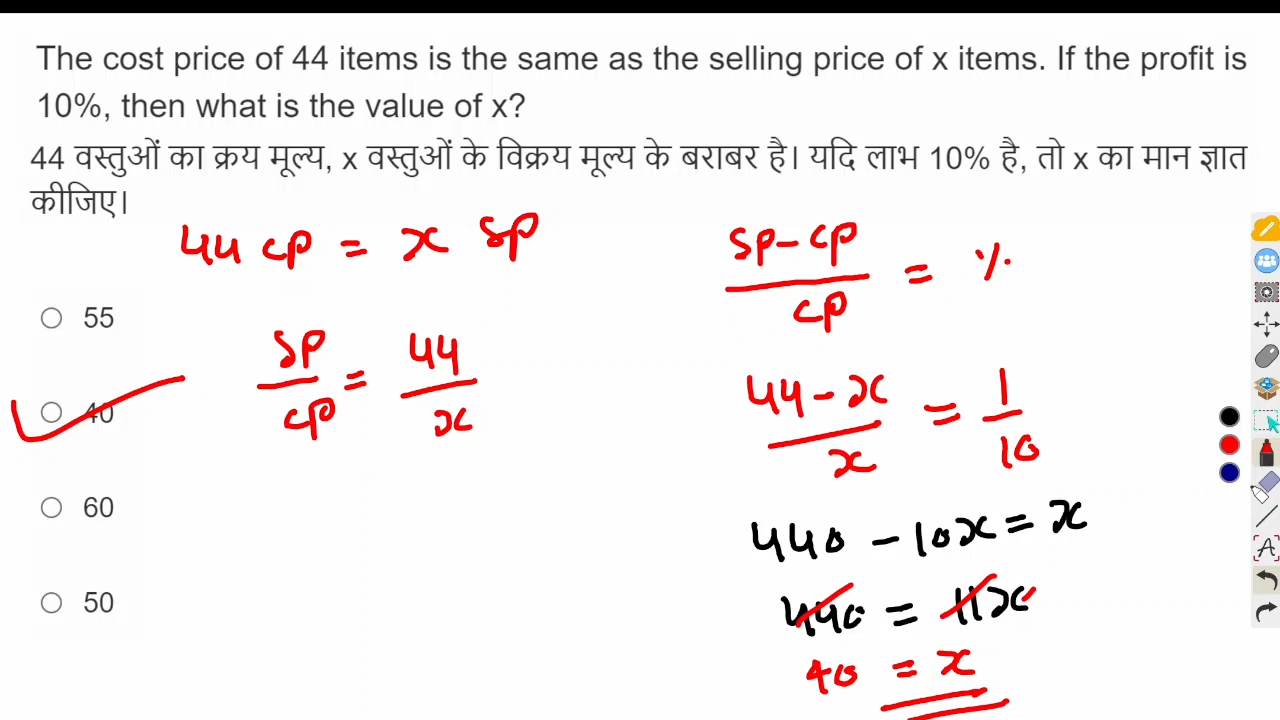 The cost price of 44 items is the same as the selling price of x items. If the profit is
10%, then what is the value of x?
44 वस्तुओं का क्रय मूल्य, x वस्तुओं के विक्रय मूल्य के बराबर है। यदि लाभ 10% है, तो x का मान ज्ञात
कीजिए।
44 CP = x SP
55
SP/CP = 44/x
40
60
50
SP-CP/CP = %
44-x/x = 1/10
440 - 10x = x
440 = 11x
40 = x
A